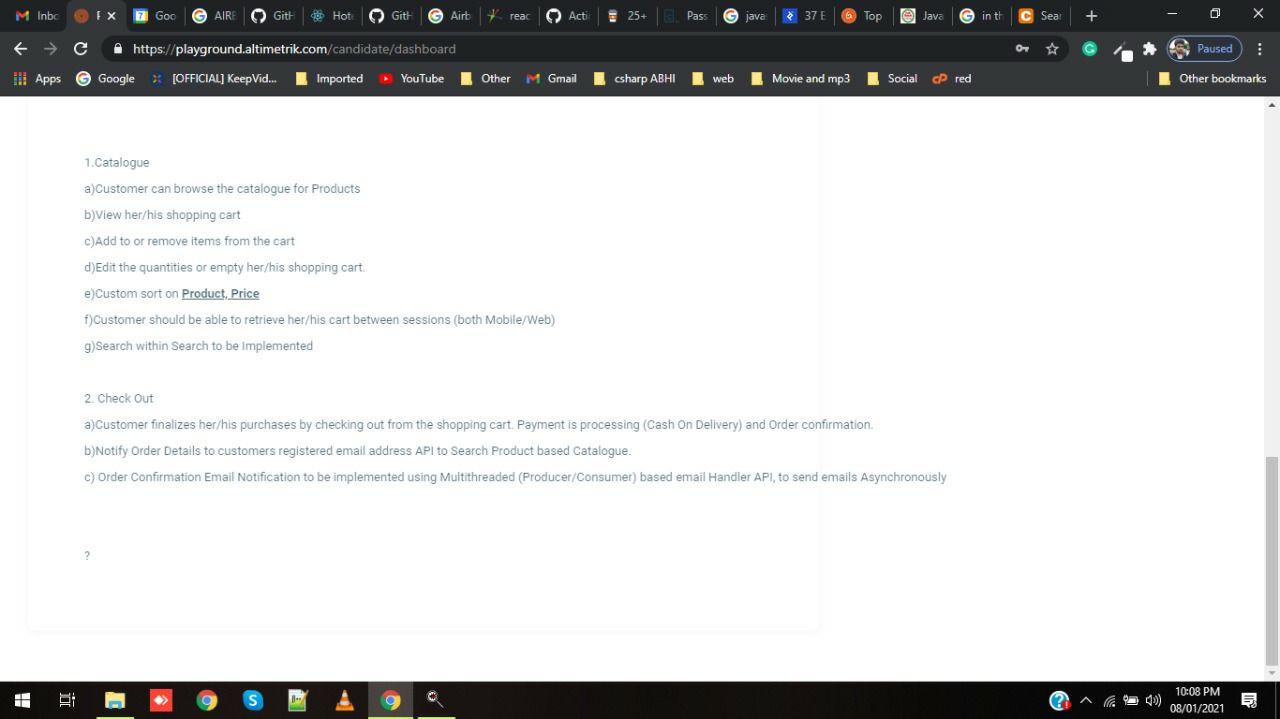 Inbc
F
Goo
AIRE
GitH
Hote
GitH
Airb
reac
Acti
25+
Pass
java
37 E
Top
Java
in th
Sear
https://playground.altimetrik.com/candidate/dashboard
Paused
Apps
Google
[OFFICIAL] KeepVid...
Imported
YouTube
Other
Gmail
csharp ABHI
web
Movie and mp3
Social
red
Other bookmarks
1.Catalogue
a)Customer can browse the catalogue for Products
b)View her/his shopping cart
c)Add to or remove items from the cart
d)Edit the quantities or empty her/his shopping cart.
e)Custom sort on Product, Price
f)Customer should be able to retrieve her/his cart between sessions (both Mobile/Web)
g)Search within Search to be Implemented
2. Check Out
a)Customer finalizes her/his purchases by checking out from the shopping cart. Payment is processing (Cash On Delivery) and Order confirmation.
b)Notify Order Details to customers registered email address API to Search Product based Catalogue.
c) Order Confirmation Email Notification to be implemented using Multithreaded (Producer/Consumer) based email Handler API, to send emails Asynchronously
?
10:08 PM
08/01/2021